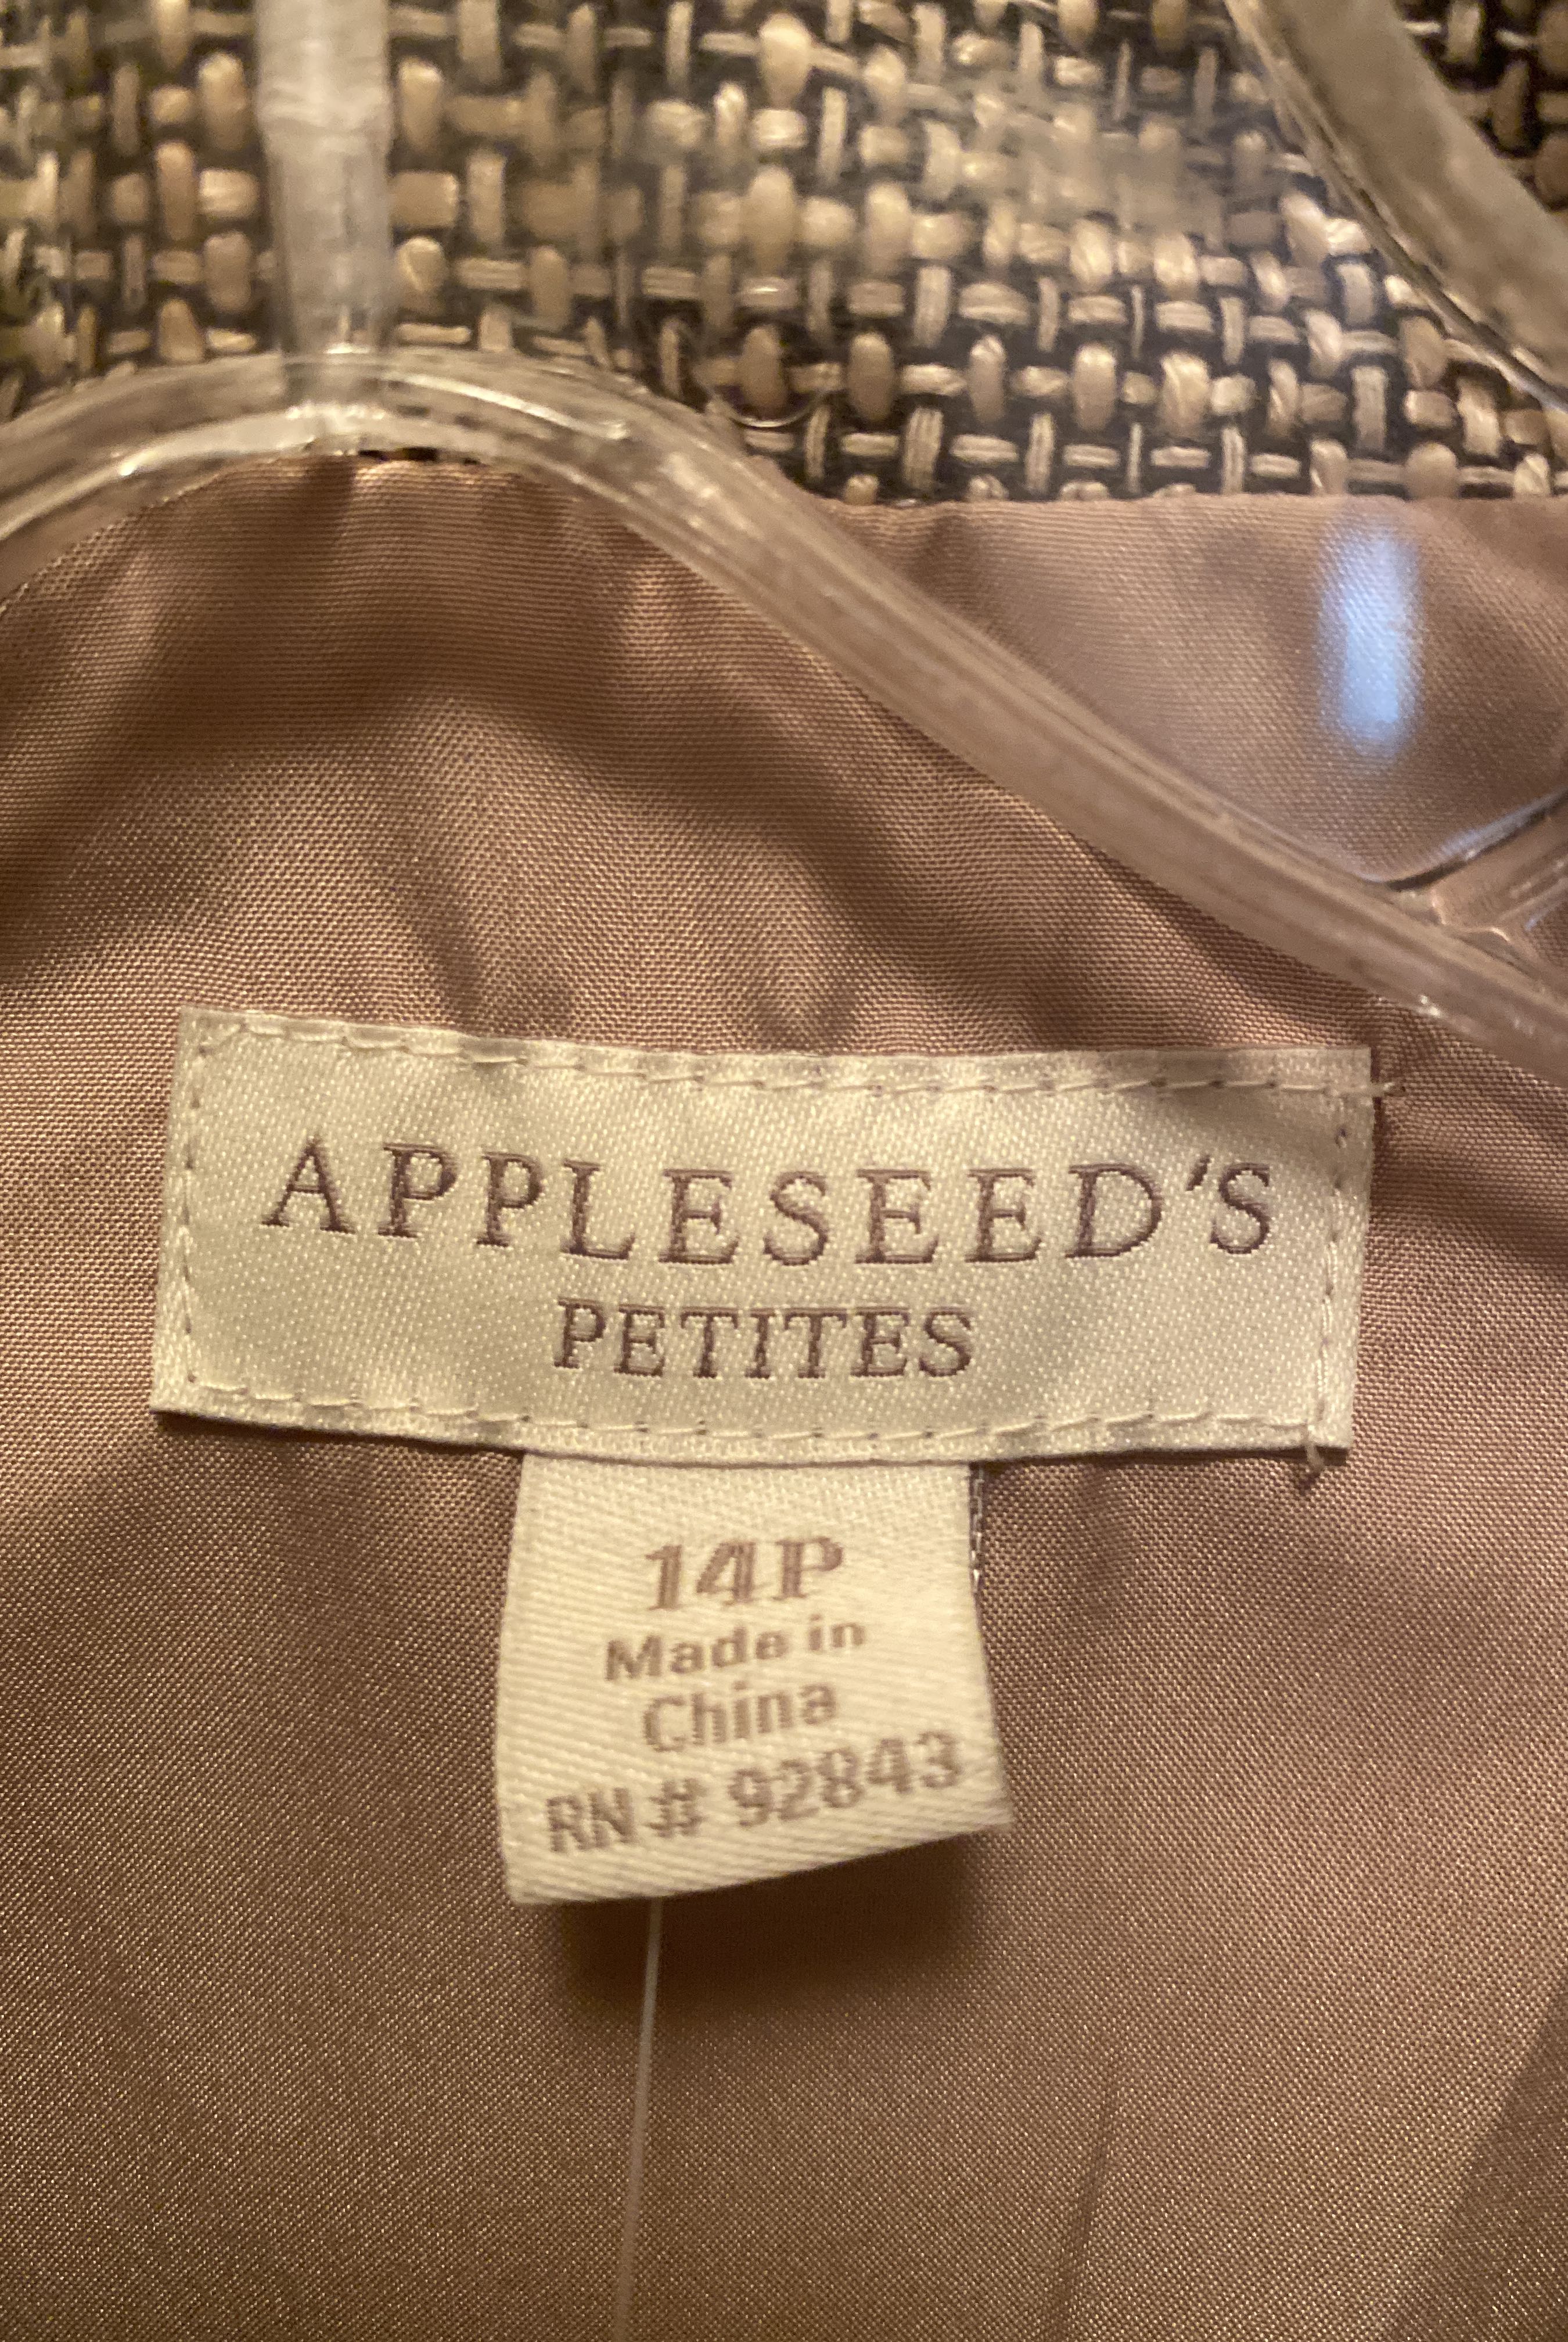 APPLESEED'S
PETITES
14P
Made in
China
RN# 92843